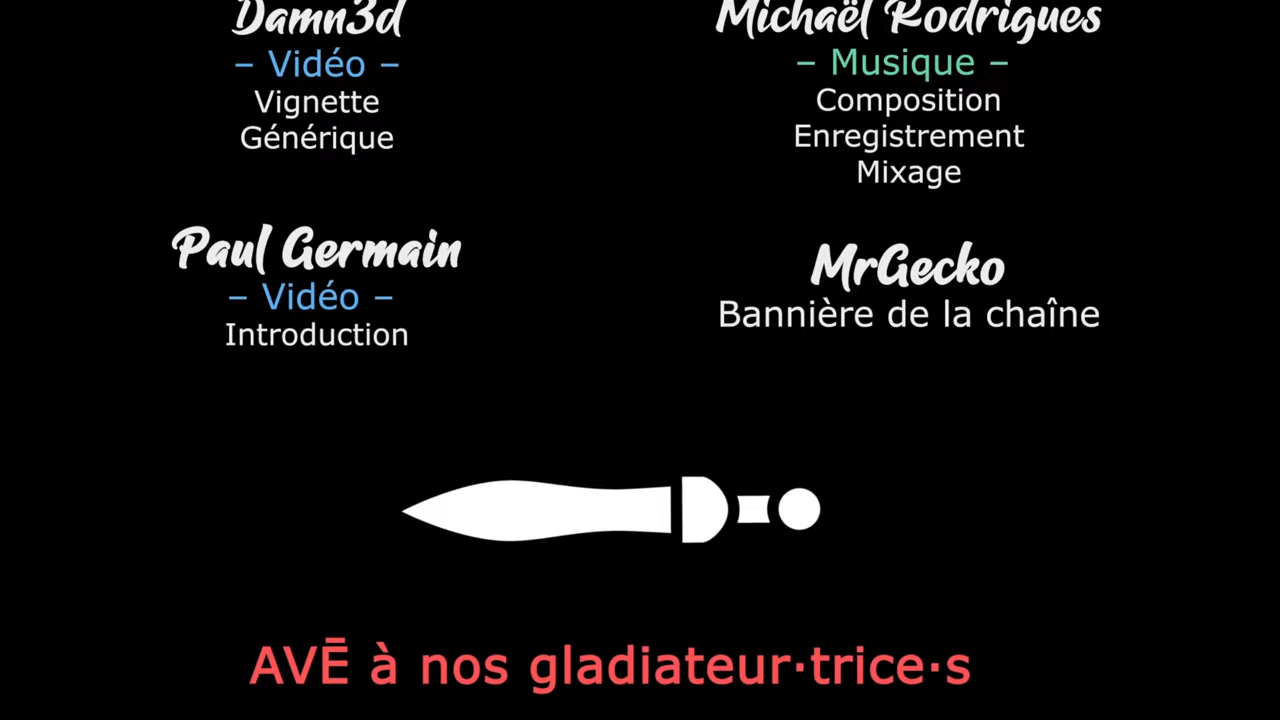 Damn3d
– Vidéo –
Vignette
Générique
Michaël Rodrigues
– Musique –
Composition
Enregistrement
Mixage
Paul Germain
– Vidéo –
Introduction
MrGecko
Bannière de la chaîne
AVĒ à nos gladiateur·trice·s